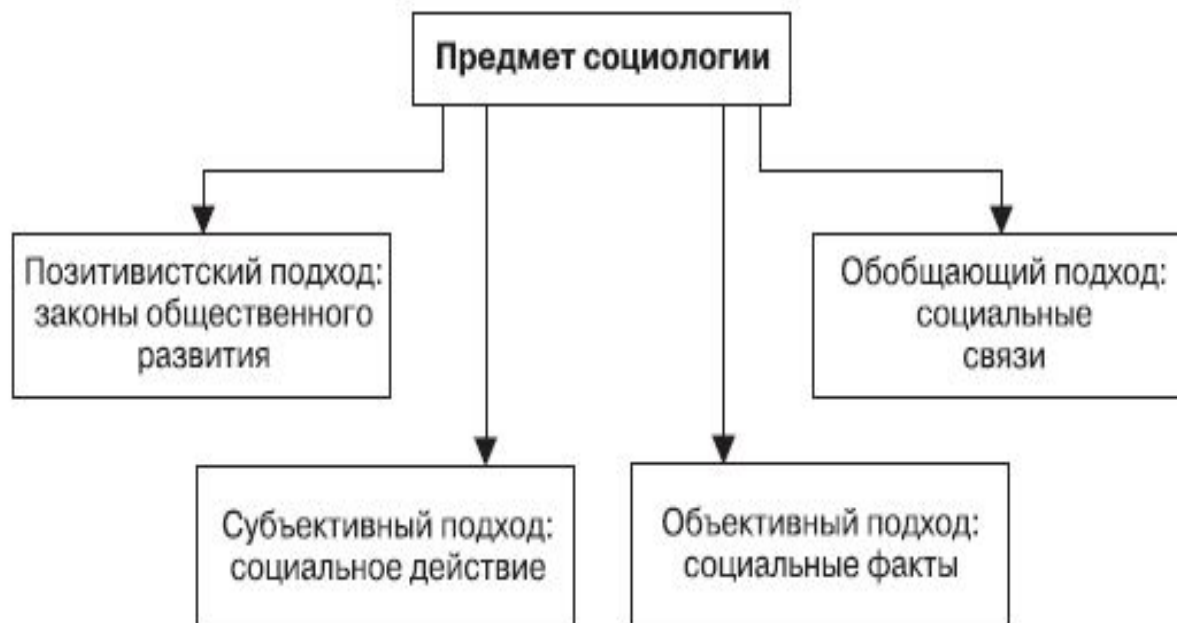 Предмет социологии
Позитивистский подход:
законы общественного
развития
Обобщающий подход:
социальные
связи
Субъективный подход:
социальное действие
Объективный подход:
социальные факты